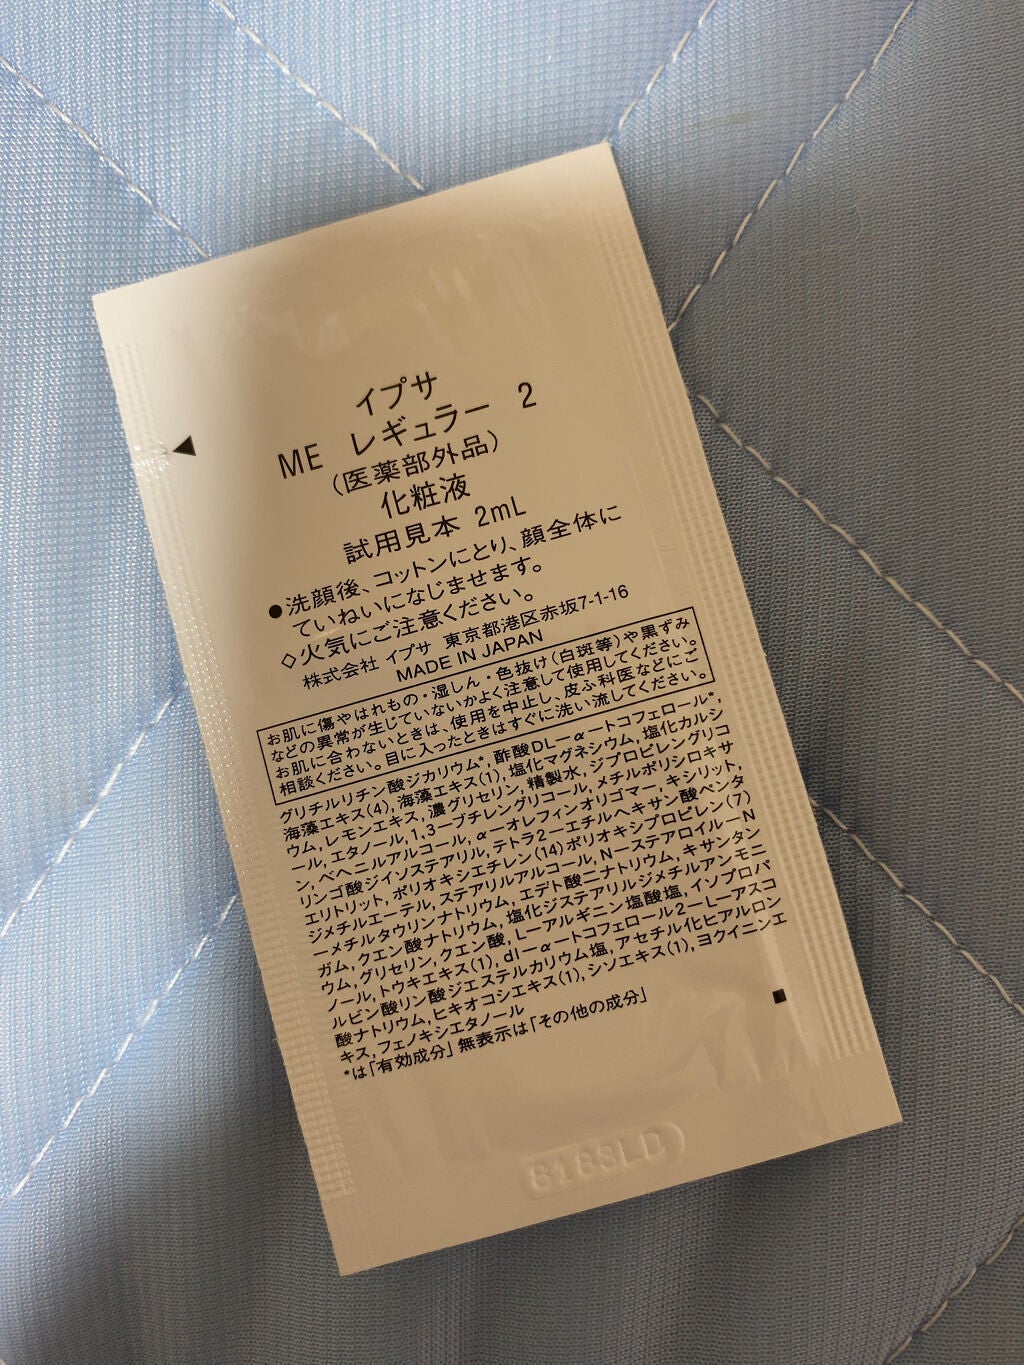 イプサ
ME レギュラー 2
(医薬部外品)
化粧液
試用見本 2mL
●洗顔後、コットンにとり、顔全体に
ていねいになじませます。
◇火気にご注意ください。
株式会社 イプサ 東京都港区赤坂7-1-16
MADE IN JAPAN
お肌に傷やはれもの・湿しん・色抜け(白斑等)や黒ずみ
などの異常が生じていないかよく注意して使用してください。
お肌に合わないときは、使用を中止し、皮ふ科医などにご
相談ください。目に入ったときはすぐに洗い流してください。
グリチルリチン酸ジカリウム*, 酢酸DL－α－トコフェロール*,
海藻エキス(4), 海藻エキス(1), 塩化マグネシウム, 塩化カルシ
ウム, レモンエキス, 濃グリセリン, 精製水, ジプロピレングリコ
ール, エタノール, 1,3－ブチレングリコール, メチルポリシロキサ
ン, ベヘニルアルコール, α－オレフィンオリゴマー, キシリット,
リンゴ酸ジイソステアリル, テトラ2－エチルヘキサン酸ペンタ
エリトリット, ポリオキシエチレン(14)ポリオキシプロピレン(7)
ジメチルエーテル, ステアリルアルコール, N－ステアロイル－N
－メチルタウリンナトリウム, エデト酸二ナトリウム, キサンタン
ガム, クエン酸ナトリウム, 塩化ジステアリルジメチルアンモニ
ウム, グリセリン, クエン酸, L－アルギニン塩酸塩, イソプロパ
ノール, トウキエキス(1), dl－α－トコフェロール2－L－アスコ
ルビン酸リン酸ジエステルカリウム塩, アセチル化ヒアルロン
酸ナトリウム, ヒキオコシエキス(1), シソエキス(1), ヨクイニンエ
キス, フェノキシエタノール
*は「有効成分」無表示は「その他の成分」
8183LD